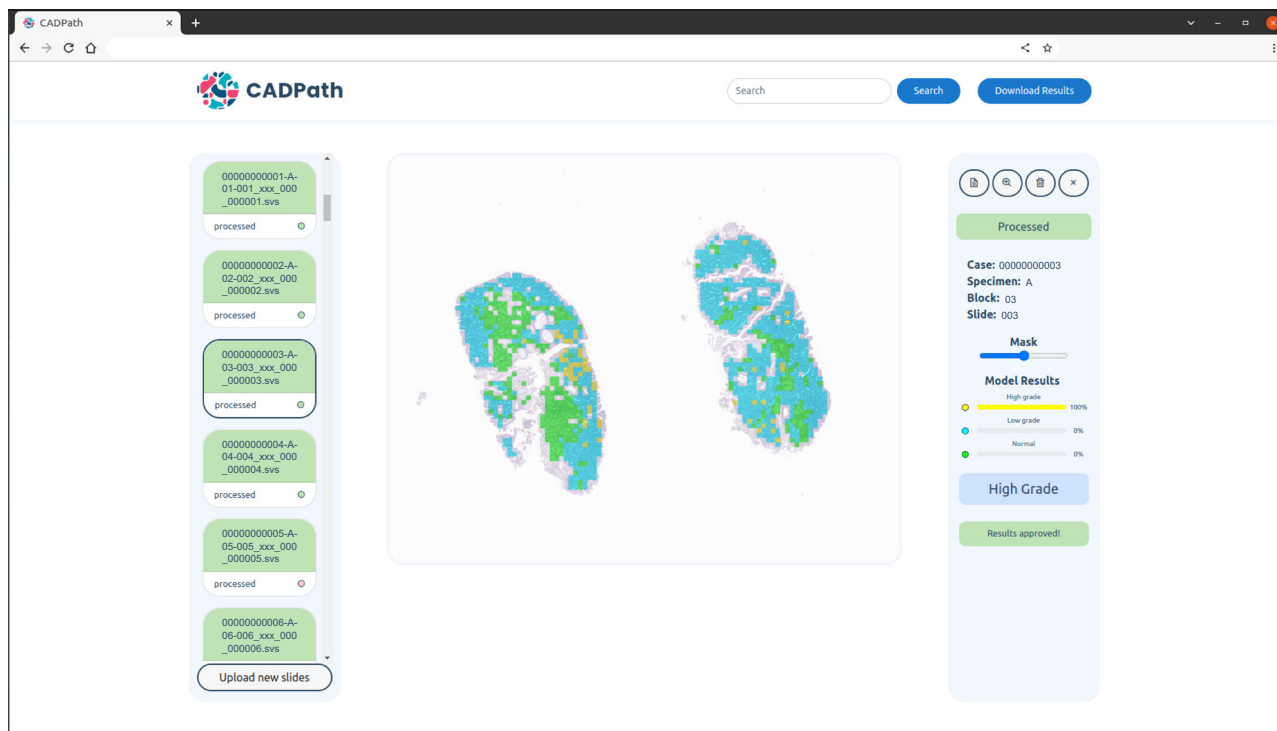 CADPath
CADPath
Search
Search
Download Results
00000000001-A-
01-001_xxx_000
_000001.svs
processed
00000000002-A-
02-002_xxx_000
_000002.svs
processed
00000000003-A-
03-003_xxx_000
_000003.svs
processed
00000000004-A-
04-004_xxx_000
_000004.svs
processed
00000000005-A-
05-005_xxx_000
_000005.svs
processed
00000000006-A-
06-006_xxx_000
_000006.svs
Upload new slides
Processed
Case: 00000000003
Specimen: A
Block: 03
Slide: 003
Mask
Model Results
High grade
100%
Low grade
0%
Normal
0%
High Grade
Results approved!